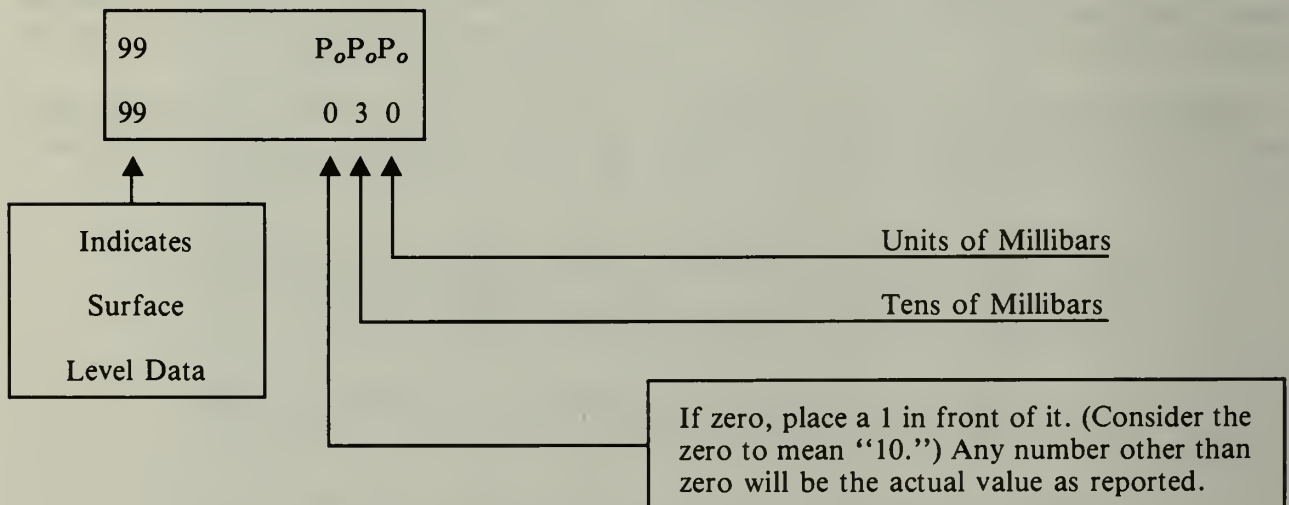 99 PoPoPo
99 0 3 0
Indicates
Surface
Level Data
Units of Millibars
Tens of Millibars
If zero, place a 1 in front of it. (Consider the
zero to mean “10.”) Any number other than
zero will be the actual value as reported.